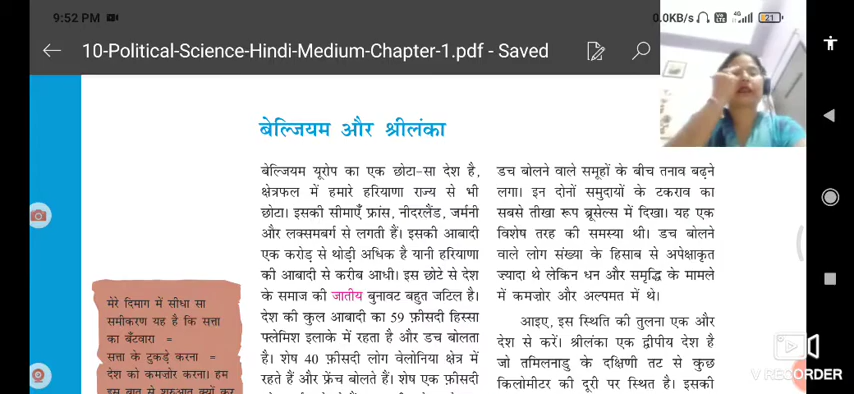 9:52 PM
0.0KB/s
4G
21
10-Political-Science-Hindi-Medium-Chapter-1.pdf - Saved
बेल्जियम और श्रीलंका
बेल्जियम यूरोप का एक छोटा-सा देश है,
क्षेत्रफल में हमारे हरियाणा राज्य से भी
छोटा। इसकी सीमाएँ फ्रांस, नीदरलैंड, जर्मनी
और लक्समबर्ग से लगती हैं। इसकी आबादी
एक करोड़ से थोड़ी अधिक है यानी हरियाणा
की आबादी से करीब आधी। इस छोटे से देश
के समाज की जातीय बुनावट बहुत जटिल है।
देश की कुल आबादी का 59 फ़ीसदी हिस्सा
फ्लेमिश इलाके में रहता है और डच बोलता
है। शेष 40 फ़ीसदी लोग वेलोनिया क्षेत्र में
रहते हैं और फ्रेंच बोलते हैं। शेष एक फ़ीसदी
डच बोलने वाले समूहों के बीच तनाव बढ़ने
लगा। इन दोनों समुदायों के टकराव का
सबसे तीखा रूप ब्रूसेल्स में दिखा। यह एक
विशेष तरह की समस्या थी। डच बोलने
वाले लोग संख्या के हिसाब से अपेक्षाकृत
ज्यादा थे लेकिन धन और समृद्धि के मामले
में कमज़ोर और अल्पमत में थे।
आइए, इस स्थिति की तुलना एक और
देश से करें। श्रीलंका एक द्वीपीय देश है
जो तमिलनाडु के दक्षिणी तट से कुछ
किलोमीटर की दूरी पर स्थित है। इसकी
मेरे दिमाग में सीधा सा
समीकरण यह है कि सत्ता
का बँटवारा =
सत्ता के टुकड़े करना =
देश को कमज़ोर करना। हम
इस बात से शुरुआत क्यों कर
V RECORDER